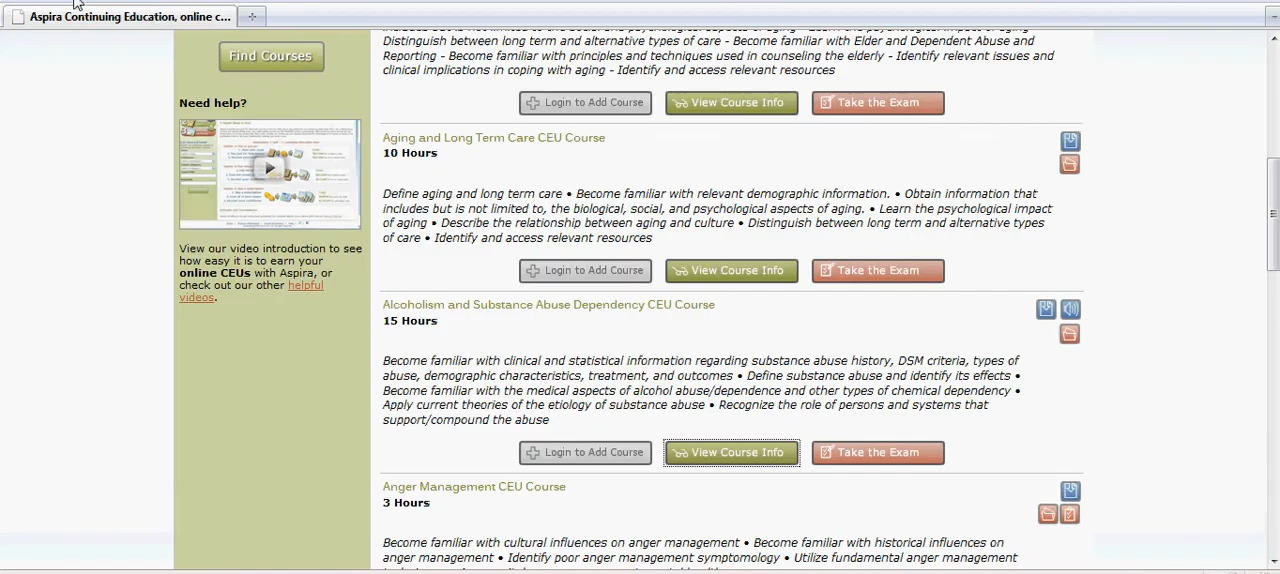 Aspira Continuing Education, online c...
Find Courses
Need help?
View our video introduction to see
how easy it is to earn your
online CEUs with Aspira, or
check out our other helpful
videos.
Distinguish between long term and alternative types of care - Become familiar with Elder and Dependent Abuse and
Reporting - Become familiar with principles and techniques used in counseling the elderly - Identify relevant issues and
clinical implications in coping with aging - Identify and access relevant resources
Login to Add Course View Course Info Take the Exam
Aging and Long Term Care CEU Course
10 Hours
Define aging and long term care • Become familiar with relevant demographic information. • Obtain information that
includes but is not limited to, the biological, social, and psychological aspects of aging. • Learn the psychological impact
of aging • Describe the relationship between aging and culture • Distinguish between long term and alternative types
of care • Identify and access relevant resources
Login to Add Course View Course Info Take the Exam
Alcoholism and Substance Abuse Dependency CEU Course
15 Hours
Become familiar with clinical and statistical information regarding substance abuse history, DSM criteria, types of
abuse, demographic characteristics, treatment, and outcomes • Define substance abuse and identify its effects •
Become familiar with the medical aspects of alcohol abuse/dependence and other types of chemical dependency •
Apply current theories of the etiology of substance abuse • Recognize the role of persons and systems that
support/compound the abuse
Login to Add Course View Course Info Take the Exam
Anger Management CEU Course
3 Hours
Become familiar with cultural influences on anger management • Become familiar with historical influences on
anger management • Identify poor anger management symptomology • Utilize fundamental anger management